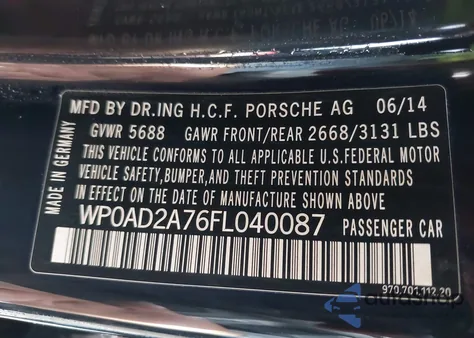 MFD BY DR.ING H.C.F. PORSCHE AG 06/14
GVWR 5688 GAWR FRONT/REAR 2668/3131 LBS
THIS VEHICLE CONFORMS TO ALL APPLICABLE U.S.FEDERAL MOTOR
VEHICLE SAFETY,BUMPER,AND THEFT PREVENTION STANDARDS
IN EFFECT ON THE DATE OF MANUFACTURE SHOWN ABOVE
WP0AD2A76FL040087 PASSENGER CAR
MADE IN GERMANY
970.701.112.20
autoshop